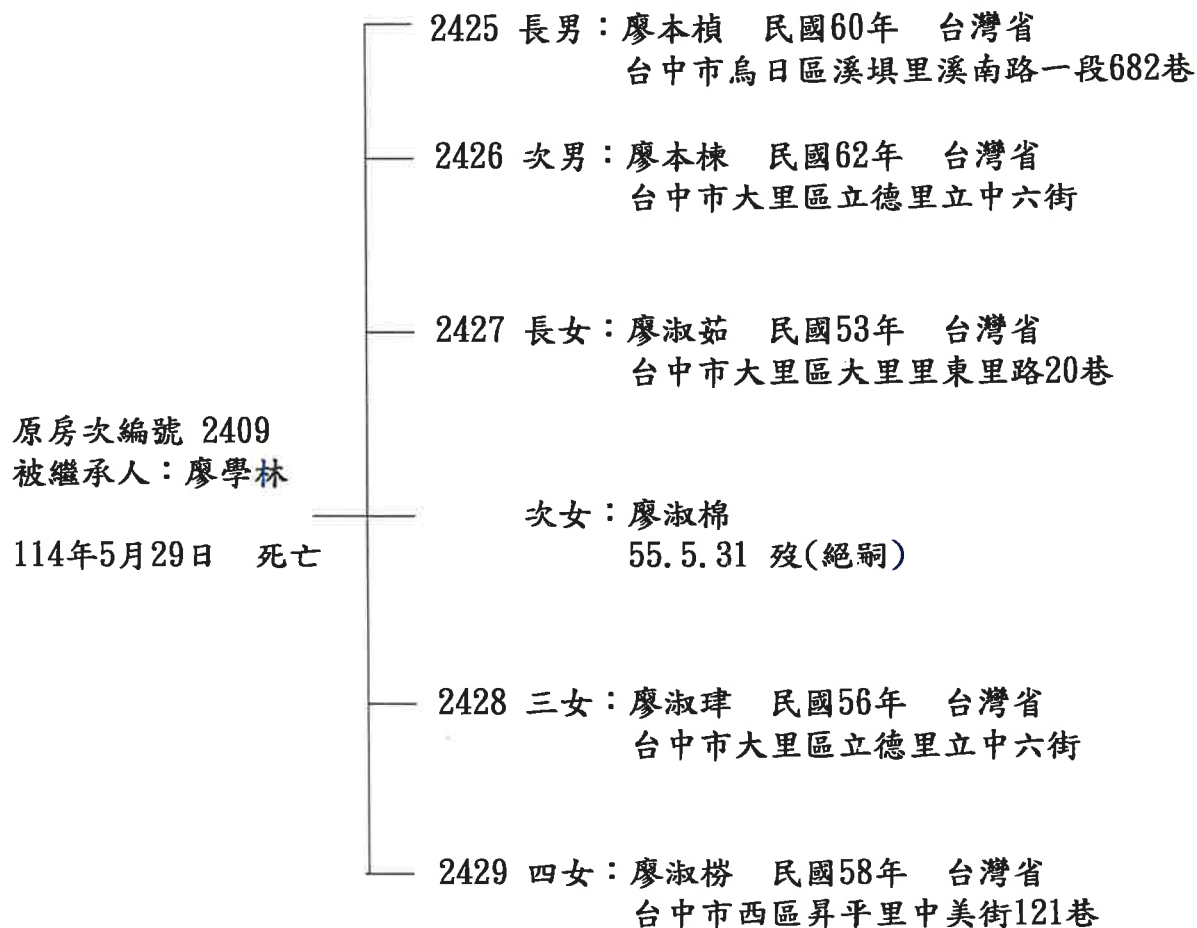 2425 長男：廖本楨　民國60年　台灣省
台中市烏日區溪埧里溪南路一段682巷
2426 次男：廖本棟　民國62年　台灣省
台中市大里區立德里立中六街
2427 長女：廖淑茹　民國53年　台灣省
台中市大里區大里里東里路20巷
原房次編號 2409
被繼承人：廖學林
114年5月29日　死亡
次女：廖淑棉
55.5.31 歿(絕嗣)
2428 三女：廖淑珒　民國56年　台灣省
台中市大里區立德里立中六街
2429 四女：廖淑椦　民國58年　台灣省
台中市西區昇平里中美街121巷